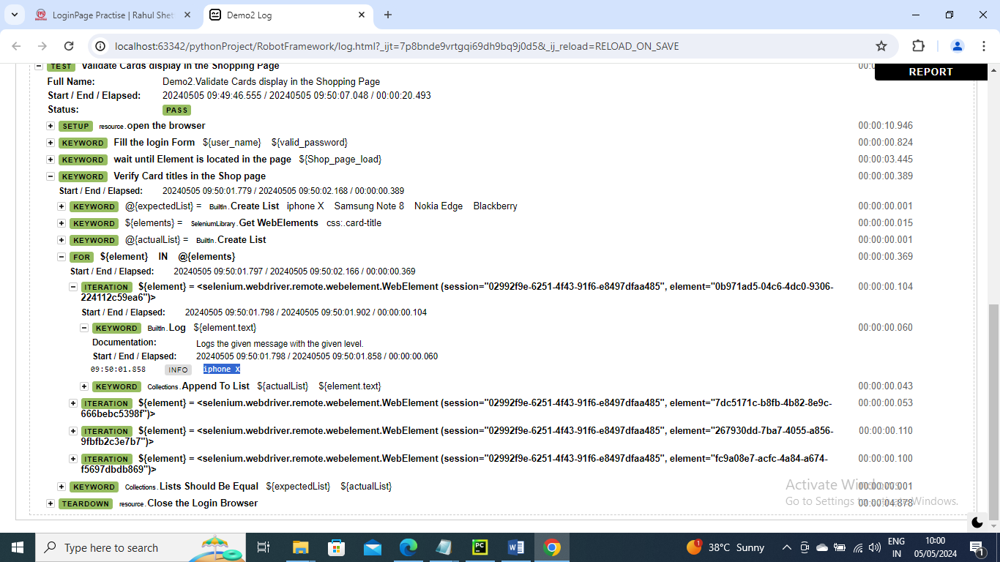 LoginPage Practise | Rahul Shet
Demo2 Log
localhost:63342/pythonProject/RobotFramework/log.html?_ijt=7p8bnde9vrtgqi69dh9bq9j0d5&_ij_reload=RELOAD_ON_SAVE
TEST Validate Cards display in the Shopping Page 00:0
REPORT
Full Name: Demo2.Validate Cards display in the Shopping Page
Start / End / Elapsed: 20240505 09:49:46.555 / 20240505 09:50:07.048 / 00:00:20.493
Status: PASS
SETUP resource.open the browser 00:00:10.946
KEYWORD Fill the login Form ${user_name} ${valid_password} 00:00:00.824
KEYWORD wait until Element is located in the page ${Shop_page_load} 00:00:03.445
KEYWORD Verify Card titles in the Shop page 00:00:00.389
Start / End / Elapsed: 20240505 09:50:01.779 / 20240505 09:50:02.168 / 00:00:00.389
KEYWORD @{expectedList} = BuiltIn.Create List iphone X Samsung Note 8 Nokia Edge Blackberry 00:00:00.001
KEYWORD ${elements} = SeleniumLibrary.Get WebElements css:.card-title 00:00:00.015
KEYWORD @{actualList} = BuiltIn.Create List 00:00:00.001
FOR ${element} IN @{elements} 00:00:00.369
Start / End / Elapsed: 20240505 09:50:01.797 / 20240505 09:50:02.166 / 00:00:00.369
ITERATION ${element} = <selenium.webdriver.remote.webelement.WebElement (session="02992f9e-6251-4f43-91f6-e8497dfaa485", element="0b971ad5-04c6-4dc0-9306- 00:00:00.104
224112c59ea6")>
Start / End / Elapsed: 20240505 09:50:01.798 / 20240505 09:50:01.902 / 00:00:00.104
KEYWORD BuiltIn.Log ${element.text} 00:00:00.060
Documentation: Logs the given message with the given level.
Start / End / Elapsed: 20240505 09:50:01.798 / 20240505 09:50:01.858 / 00:00:00.060
09:50:01.858 INFO iphone X
KEYWORD Collections.Append To List ${actualList} ${element.text} 00:00:00.043
ITERATION ${element} = <selenium.webdriver.remote.webelement.WebElement (session="02992f9e-6251-4f43-91f6-e8497dfaa485", element="7dc5171c-b8fb-4b82-8e9c- 00:00:00.053
666bebc5398f")>
ITERATION ${element} = <selenium.webdriver.remote.webelement.WebElement (session="02992f9e-6251-4f43-91f6-e8497dfaa485", element="267930dd-7ba7-4055-a856- 00:00:00.110
9fbfb2c3e7b7")>
ITERATION ${element} = <selenium.webdriver.remote.webelement.WebElement (session="02992f9e-6251-4f43-91f6-e8497dfaa485", element="fc9a08e7-acfc-4a84-a674- 00:00:00.100
f5697dbdb869")>
KEYWORD Collections.Lists Should Be Equal ${expectedList} ${actualList} 00:00:00.001
Activate Windows
TEARDOWN resource.Close the Login Browser 00:00:04.878
Go to Settings to activate Windows.
Type here to search
38°C Sunny
ENG
IN
10:00
05/05/2024
1
1